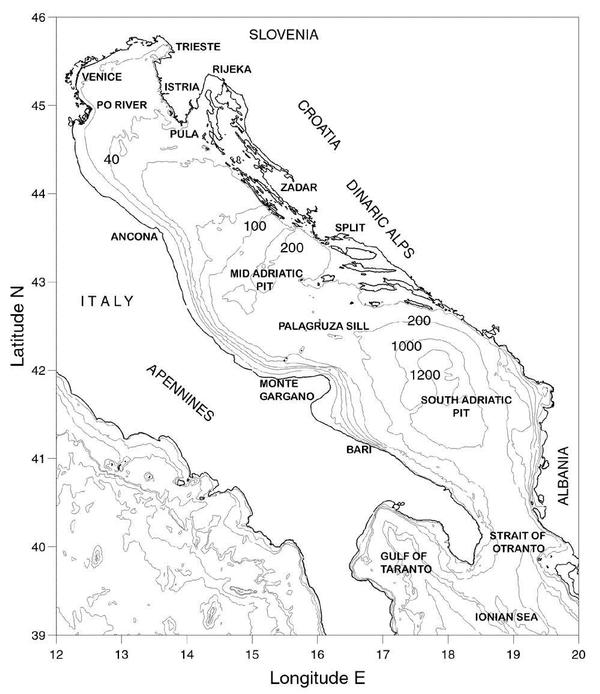 46
SLOVENIA
TRIESTE
RIJEKA
VENICE
ISTRIA
45
PO RIVER
CROATIA
PULA
40
44
ZADAR
DINARIC ALPS
100
SPLIT
ANCONA
200
43
MID ADRIATIC
PIT
ITALY
Latitude N
PALAGRUZA SILL
200
1000
42
1200
MONTE
GARGANO
APENNINES
SOUTH ADRIATIC
PIT
41
BARI
ALBANIA
40
STRAIT OF
OTRANTO
GULF OF
TARANTO
IONIAN SEA
39
12 13 14 15 16 17 18 19 20
Longitude E